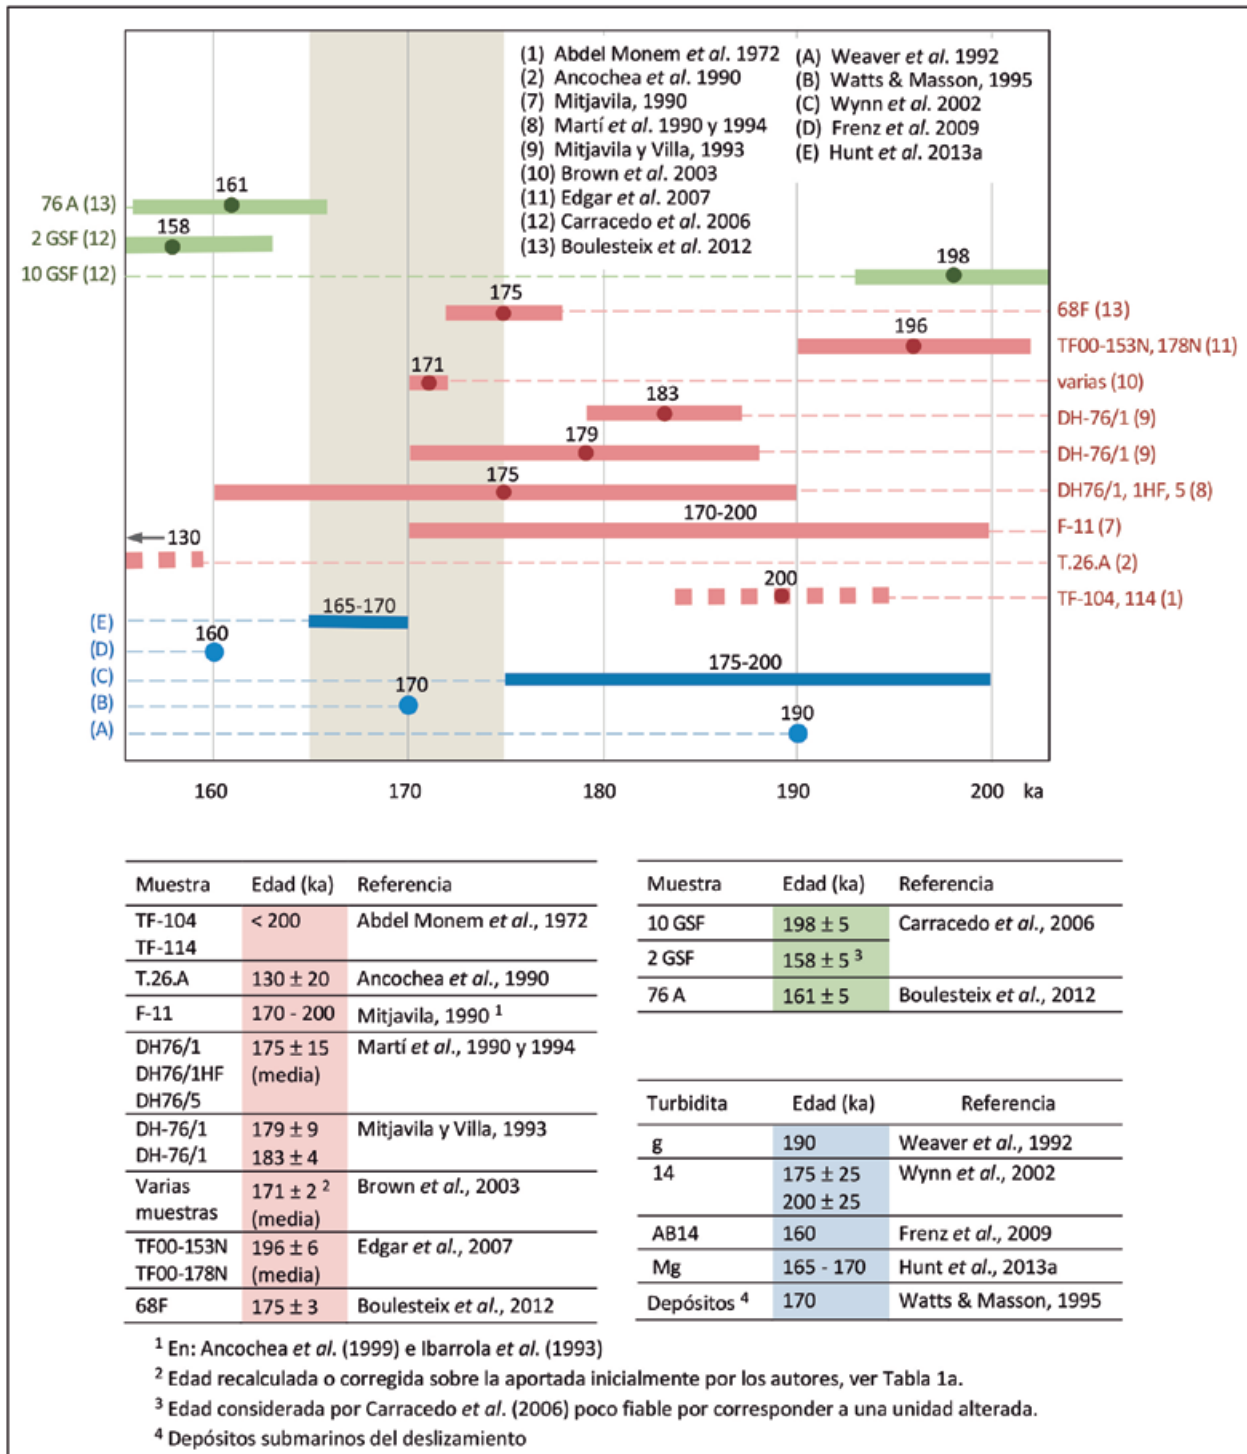 (1) Abdel Monem et al. 1972
(2) Ancochea et al. 1990
(7) Mitjavila, 1990
(8) Martí et al. 1990 y 1994
(9) Mitjavila y Villa, 1993
(10) Brown et al. 2003
(11) Edgar et al. 2007
(12) Carracedo et al. 2006
(13) Boulesteix et al. 2012
(A) Weaver et al. 1992
(B) Watts & Masson, 1995
(C) Wynn et al. 2002
(D) Frenz et al. 2009
(E) Hunt et al. 2013a
76 A (13) 161
2 GSF (12) 158
10 GSF (12) 198
175 68F (13)
196 TF00-153N, 178N (11)
171 varias (10)
183 DH-76/1 (9)
179 DH-76/1 (9)
175 DH76/1, 1HF, 5 (8)
170-200 F-11 (7)
130 T.26.A (2)
200 TF-104, 114 (1)
(E) 165-170
(D) 160
(C) 175-200
(B) 170
(A) 190
160 170 180 190 200 ka
Muestra Edad (ka) Referencia
TF-104 < 200 Abdel Monem et al., 1972
TF-114
T.26.A 130 ± 20 Ancochea et al., 1990
F-11 170 - 200 Mitjavila, 1990 1
DH76/1 175 ± 15 Martí et al., 1990 y 1994
DH76/1HF (media)
DH76/5
DH-76/1 179 ± 9 Mitjavila y Villa, 1993
DH-76/1 183 ± 4
Varias 171 ± 2 2 Brown et al., 2003
muestras (media)
TF00-153N 196 ± 6 Edgar et al., 2007
TF00-178N (media)
68F 175 ± 3 Boulesteix et al., 2012
Muestra Edad (ka) Referencia
10 GSF 198 ± 5 Carracedo et al., 2006
2 GSF 158 ± 5 3
76 A 161 ± 5 Boulesteix et al., 2012
Turbidita Edad (ka) Referencia
g 190 Weaver et al., 1992
14 175 ± 25 Wynn et al., 2002
200 ± 25
AB14 160 Frenz et al., 2009
Mg 165 - 170 Hunt et al., 2013a
Depósitos 4 170 Watts & Masson, 1995
1 En: Ancochea et al. (1999) e Ibarrola et al. (1993)
2 Edad recalculada o corregida sobre la aportada inicialmente por los autores, ver Tabla 1a.
3 Edad considerada por Carracedo et al. (2006) poco fiable por corresponder a una unidad alterada.
4 Depósitos submarinos del deslizamiento